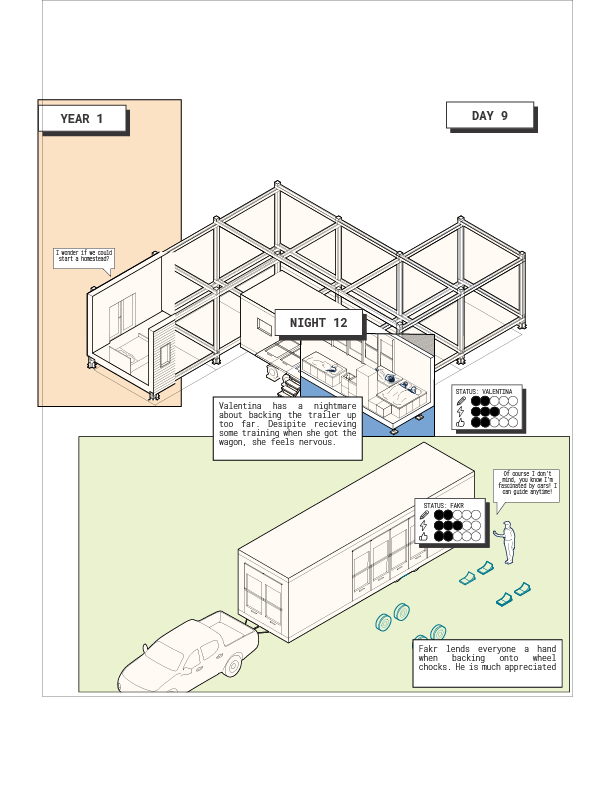 YEAR 1
DAY 9
I wonder if we could
start a homestead?
NIGHT 12
Valentina has a nightmare
about backing the trailer up
too far. Desipite recieving
some training when she got the
wagon, she feels nervous.
STATUS: VALENTINA
Of course I don't
mind, you know I'm
fascinated by cars! I
can guide anytime!
STATUS: FAKR
Fakr lends everyone a hand
when backing onto wheel
chocks. He is much appreciated